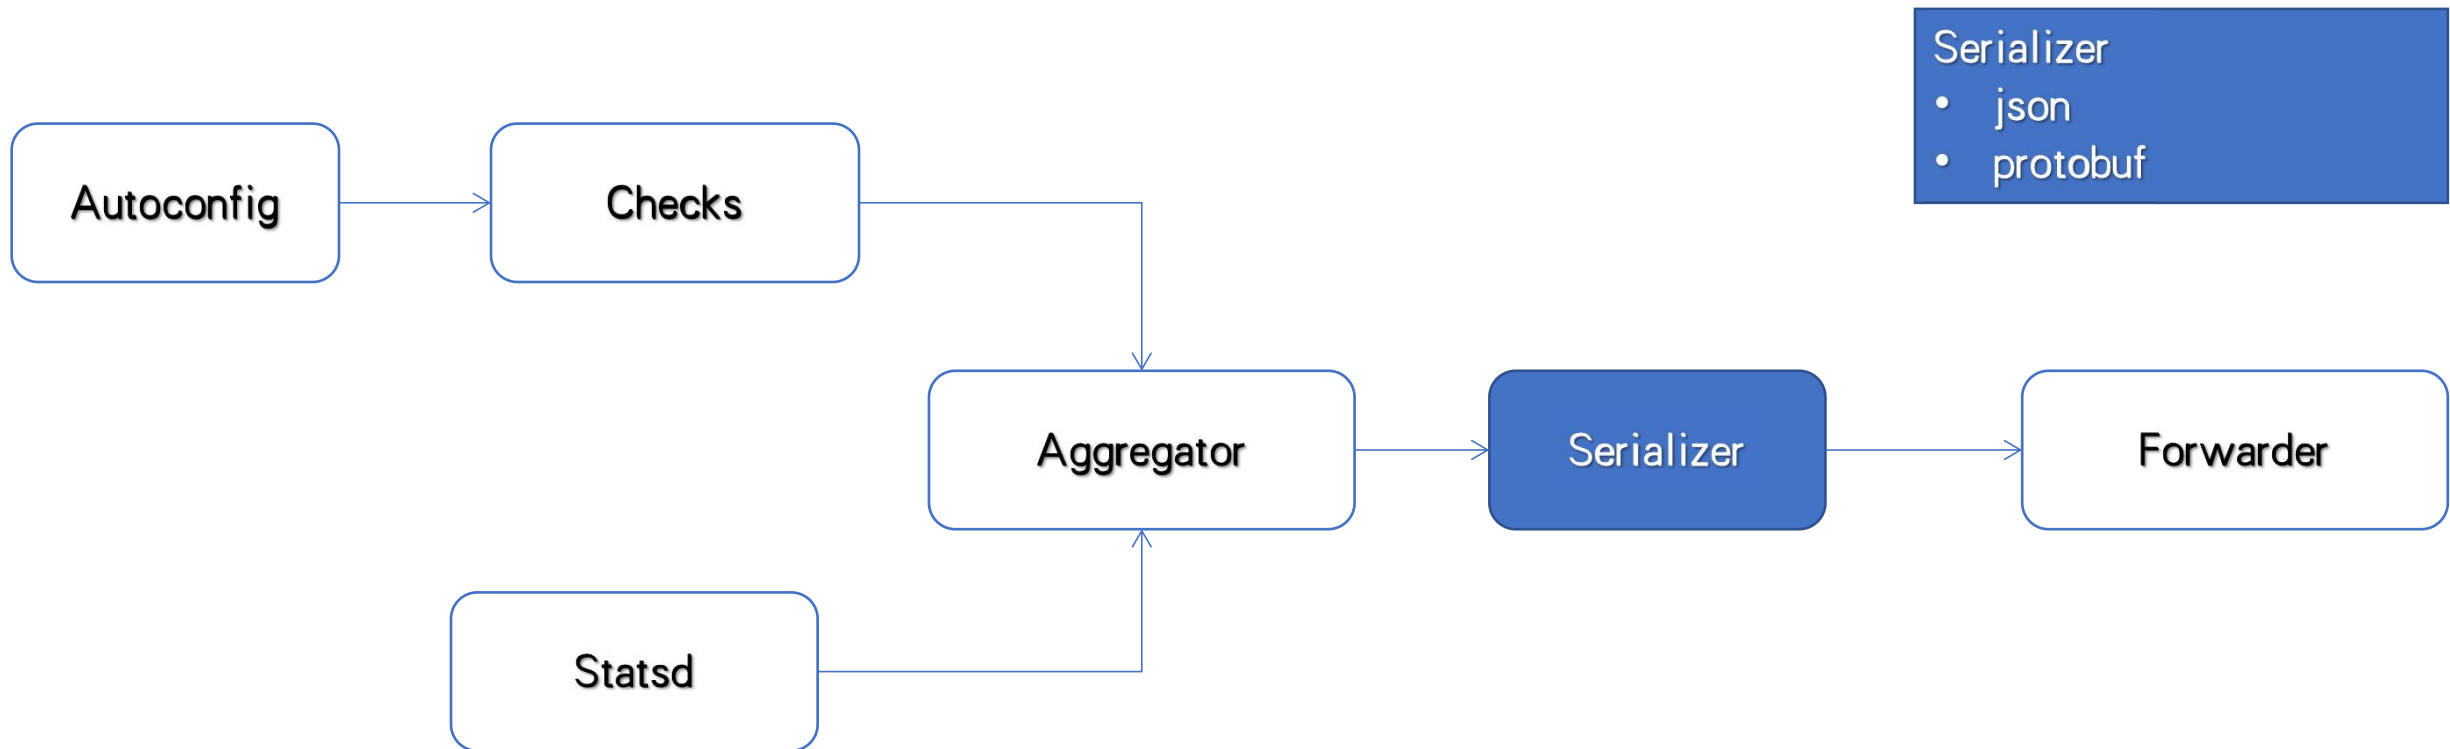 Serializer
• json
• protobuf
Autoconfig
Checks
Aggregator
Serializer
Forwarder
Statsd